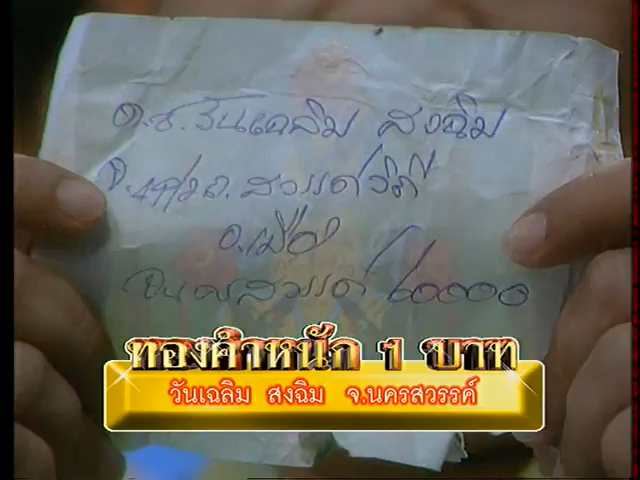 ด.ช. วันเฉลิม สงฉิม
ถ.สวรรค์วิถี
อ.เมือง
จ.นครสวรรค์ 60000
ทองคำหนัก 1 บาท
วันเฉลิม สงฉิม จ.นครสวรรค์